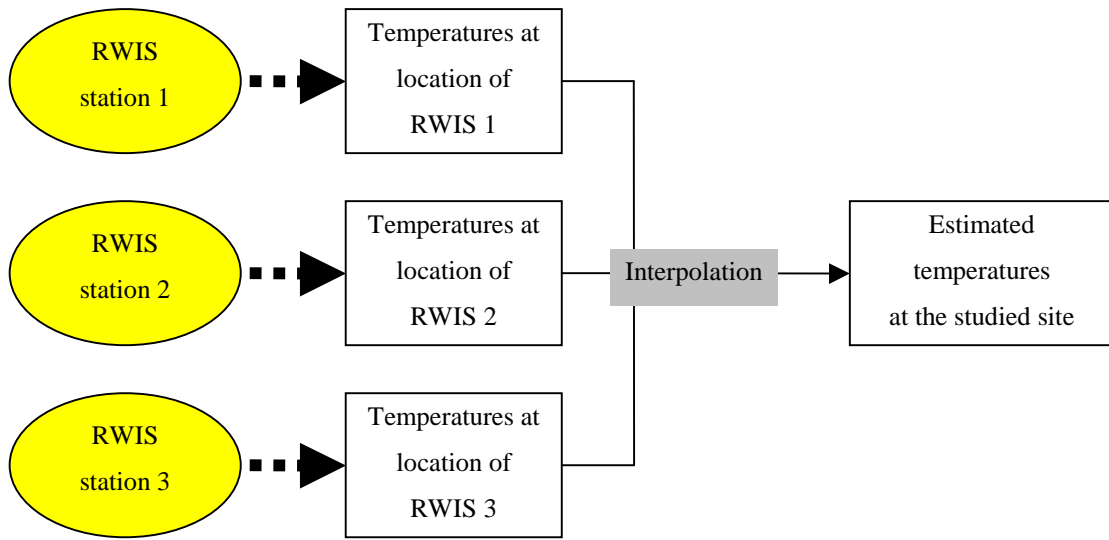 RWIS
station 1
Temperatures at
location of
RWIS 1
RWIS
station 2
Temperatures at
location of
RWIS 2
Interpolation
Estimated
temperatures
at the studied site
RWIS
station 3
Temperatures at
location of
RWIS 3